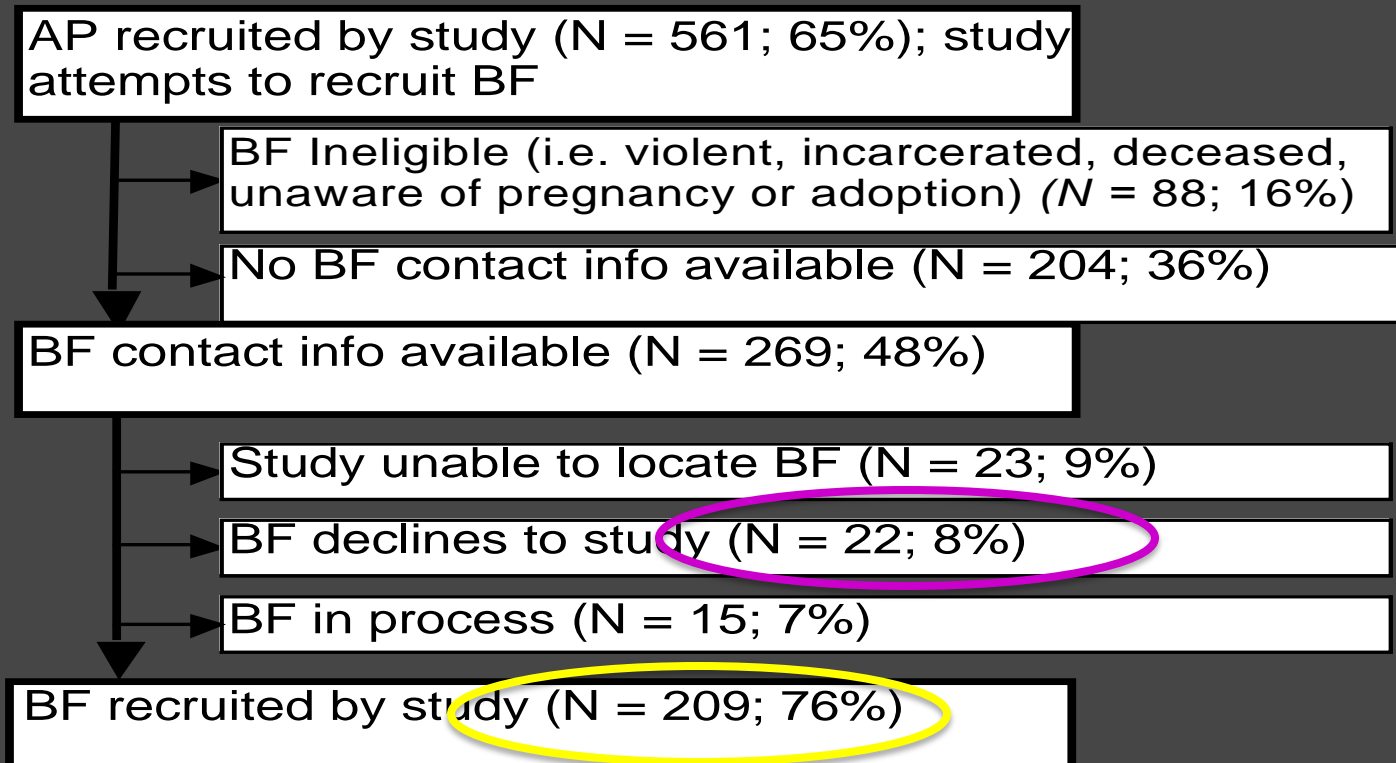 AP recruited by study (N = 561; 65%); study
attempts to recruit BF
BF Ineligible (i.e. violent, incarcerated, deceased,
unaware of pregnancy or adoption) (N = 88; 16%)
No BF contact info available (N = 204; 36%)
BF contact info available (N = 269; 48%)
Study unable to locate BF (N = 23; 9%)
BF declines to study (N = 22; 8%)
BF in process (N = 15; 7%)
BF recruited by study (N = 209; 76%)